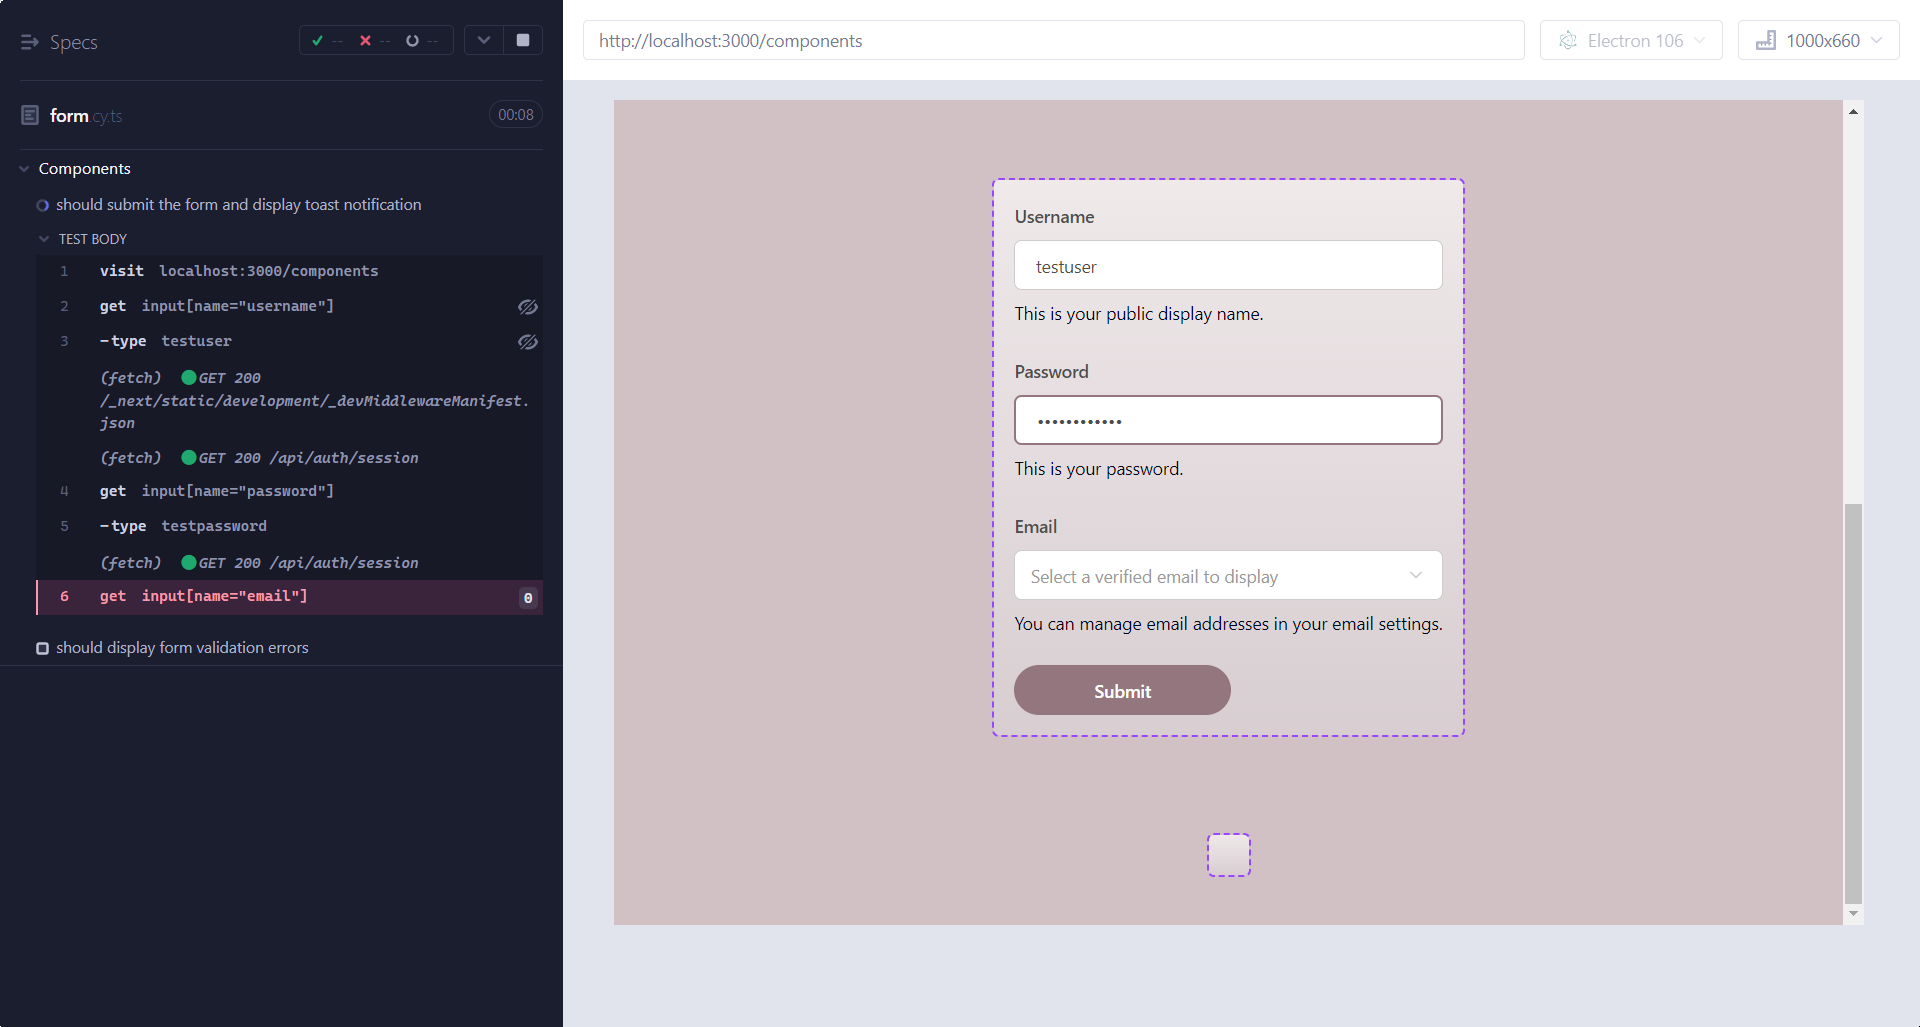 Specs
-- -- --
form.cy.ts
00:08
Components
should submit the form and display toast notification
TEST BODY
1 visit localhost:3000/components
2 get input[name="username"]
3 -type testuser
(fetch) GET 200
/_next/static/development/_devMiddlewareManifest.
json
(fetch) GET 200 /api/auth/session
4 get input[name="password"]
5 -type testpassword
(fetch) GET 200 /api/auth/session
6 get input[name="email"] 0
should display form validation errors
http://localhost:3000/components
Electron 106
1000x660
Username
testuser
This is your public display name.
Password
••••••••••••
This is your password.
Email
Select a verified email to display
You can manage email addresses in your email settings.
Submit